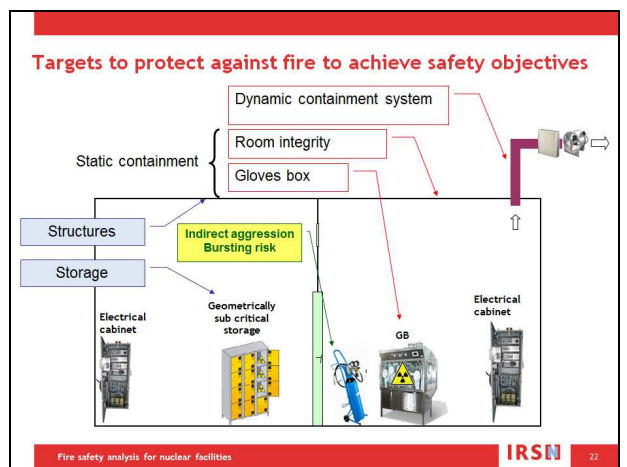 Targets to protect against fire to achieve safety objectives
Dynamic containment system
Static containment
Room integrity
Gloves box
Structures
Storage
Indirect aggression
Bursting risk
Electrical
cabinet
Geometrically
sub critical
storage
GB
Electrical
cabinet
Fire safety analysis for nuclear facilities
IRSN
22